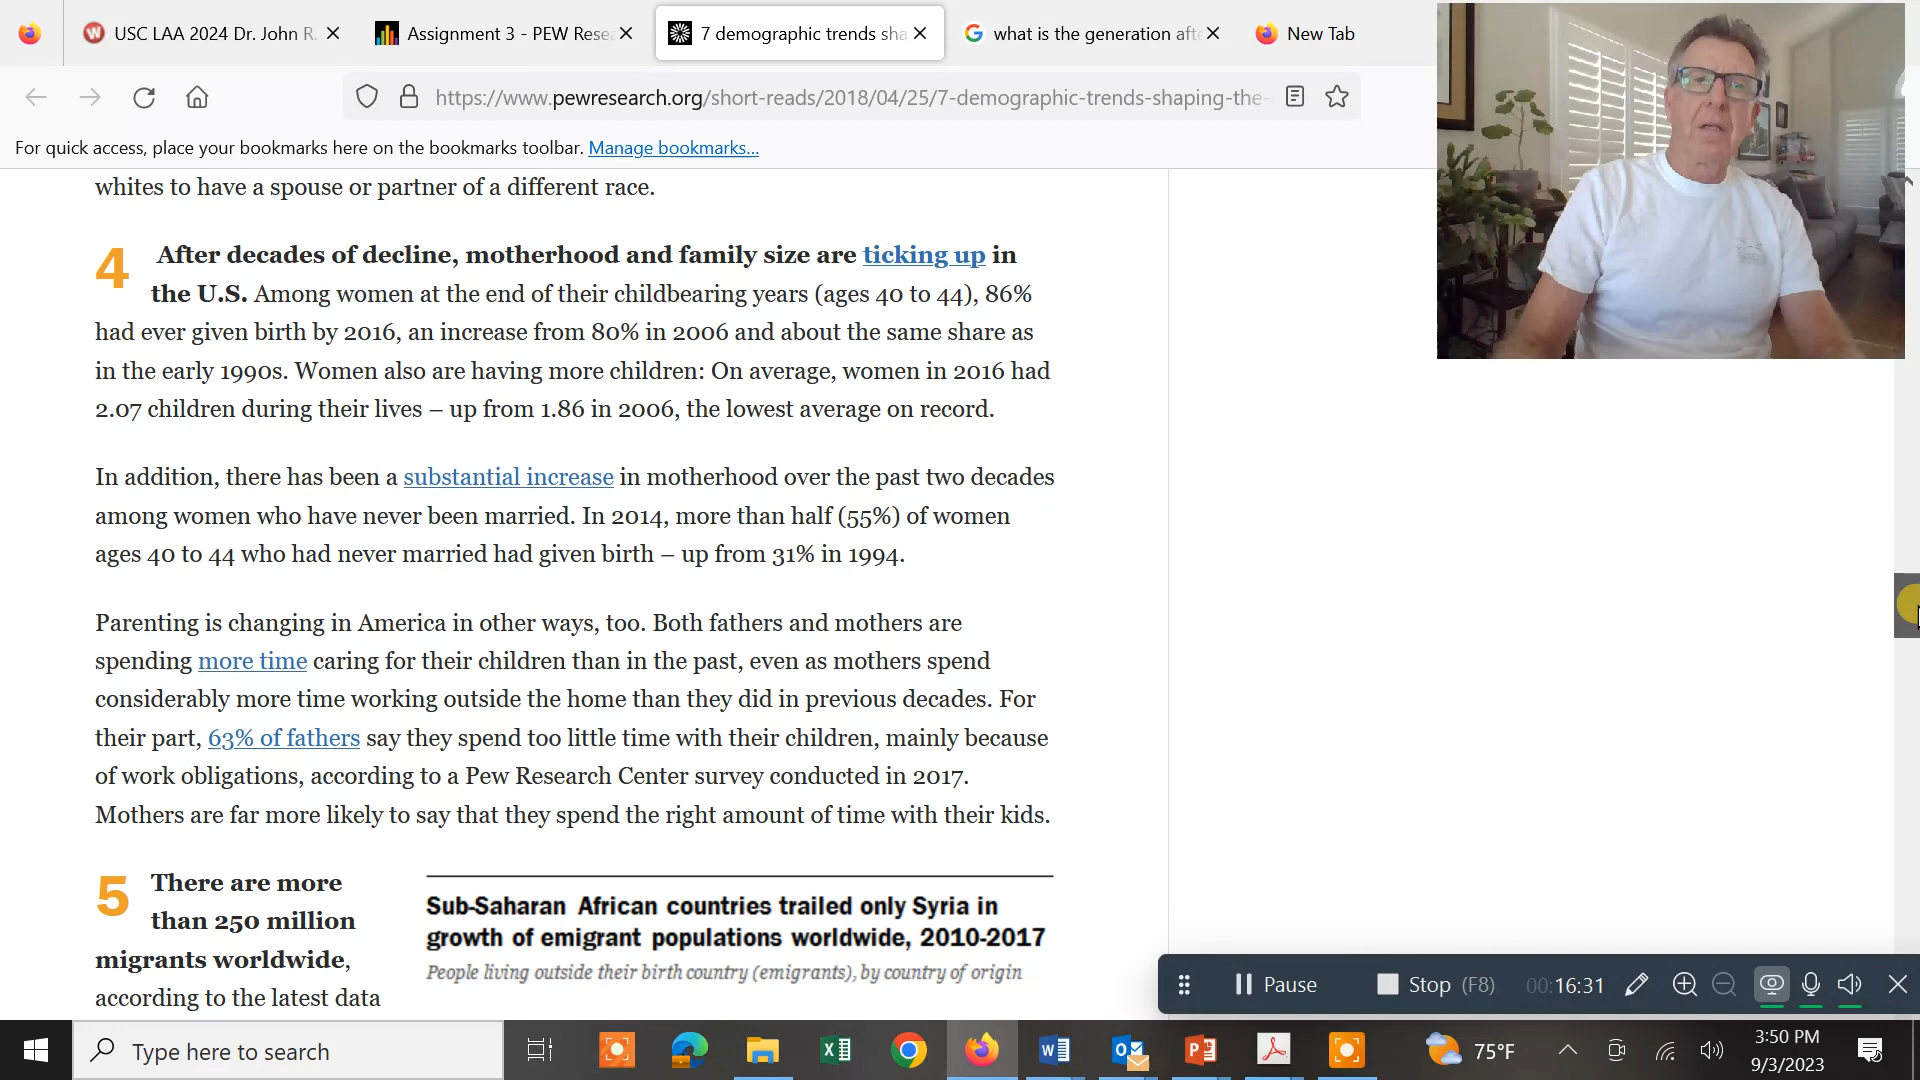 USC LAA 2024 Dr. John R.
Assignment 3 - PEW Rese
7 demographic trends sha
what is the generation afte
New Tab
https://www.pewresearch.org/short-reads/2018/04/25/7-demographic-trends-shaping-the-
For quick access, place your bookmarks here on the bookmarks toolbar. Manage bookmarks...
whites to have a spouse or partner of a different race.
4 After decades of decline, motherhood and family size are ticking up in
the U.S. Among women at the end of their childbearing years (ages 40 to 44), 86%
had ever given birth by 2016, an increase from 80% in 2006 and about the same share as
in the early 1990s. Women also are having more children: On average, women in 2016 had
2.07 children during their lives – up from 1.86 in 2006, the lowest average on record.
In addition, there has been a substantial increase in motherhood over the past two decades
among women who have never been married. In 2014, more than half (55%) of women
ages 40 to 44 who had never married had given birth – up from 31% in 1994.
Parenting is changing in America in other ways, too. Both fathers and mothers are
spending more time caring for their children than in the past, even as mothers spend
considerably more time working outside the home than they did in previous decades. For
their part, 63% of fathers say they spend too little time with their children, mainly because
of work obligations, according to a Pew Research Center survey conducted in 2017.
Mothers are far more likely to say that they spend the right amount of time with their kids.
5 There are more
than 250 million
migrants worldwide,
according to the latest data
Sub-Saharan African countries trailed only Syria in
growth of emigrant populations worldwide, 2010-2017
People living outside their birth country (emigrants), by country of origin
Pause
Stop (F8)
00:16:31
Type here to search
75°F
3:50 PM
9/3/2023